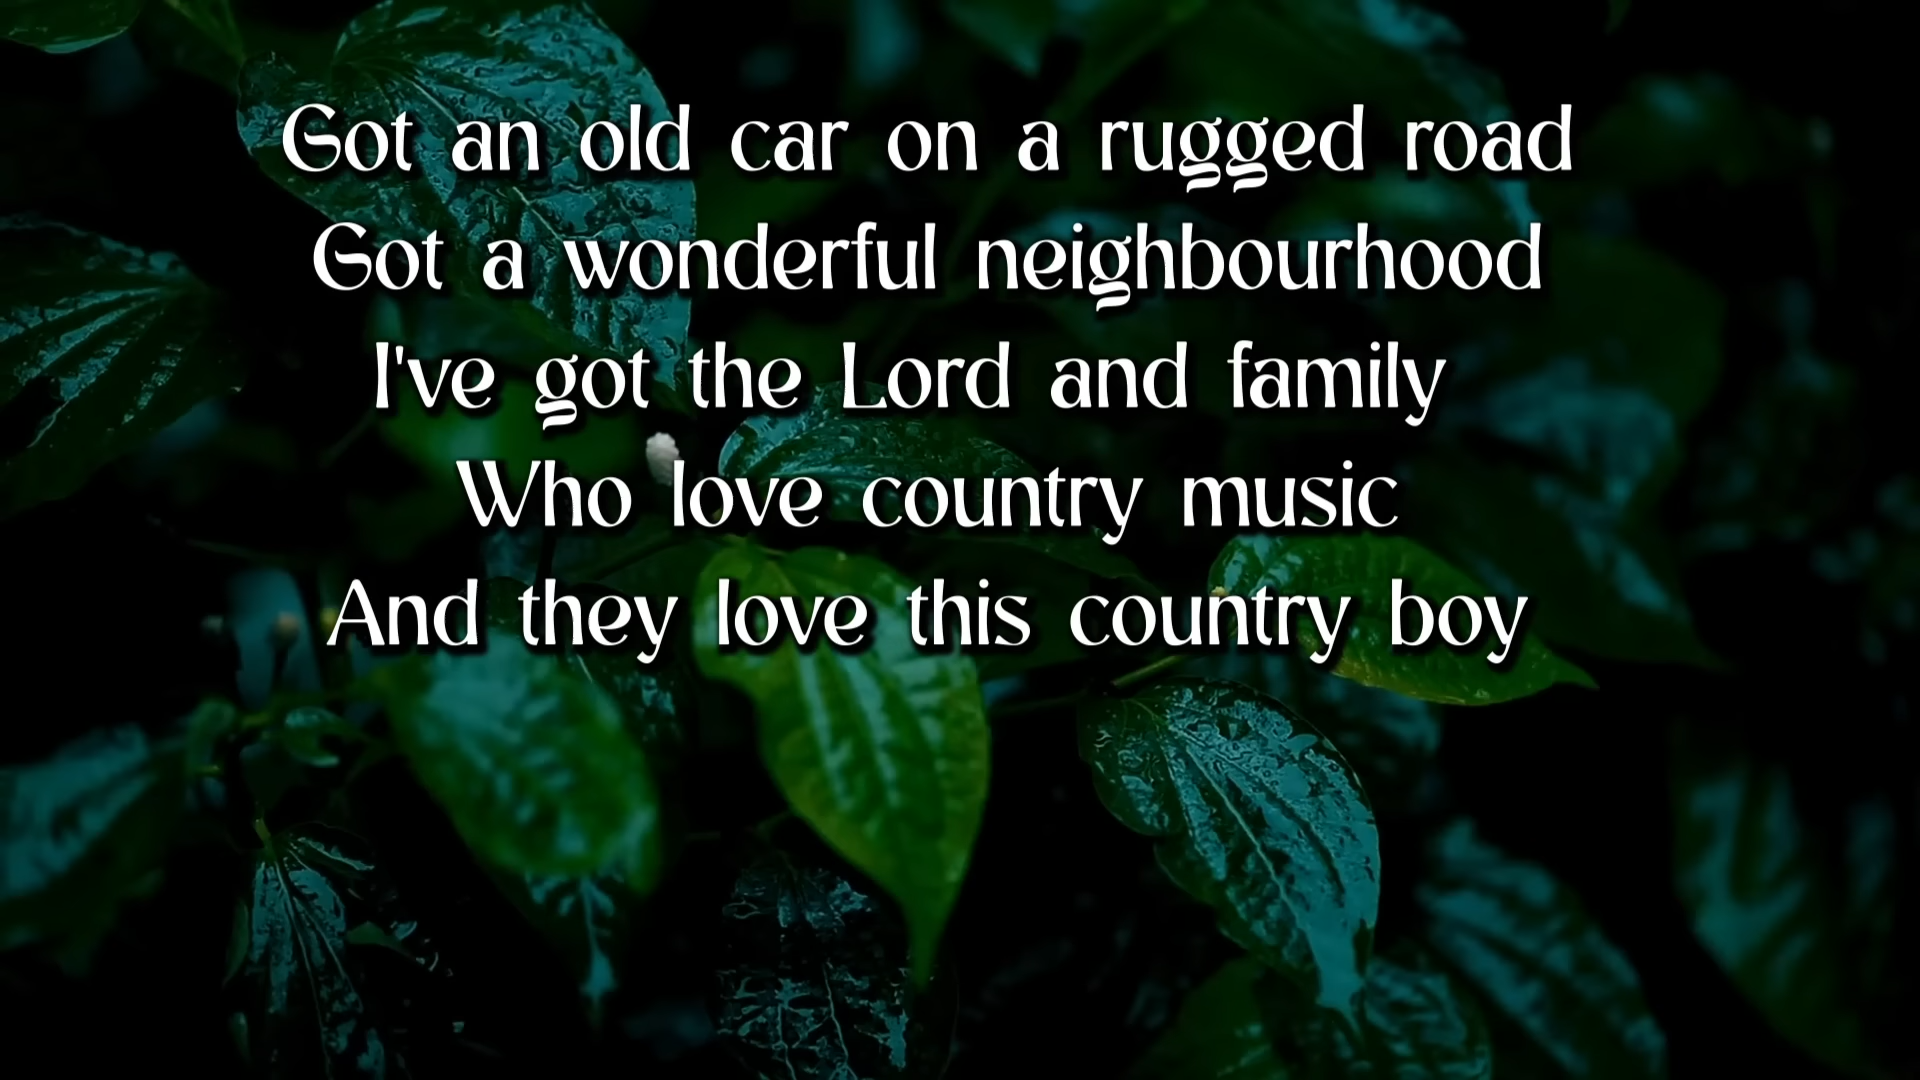 Got an old car on a rugged road
Got a wonderful neighbourhood
I've got the Lord and family
Who love country music
And they love this country boy